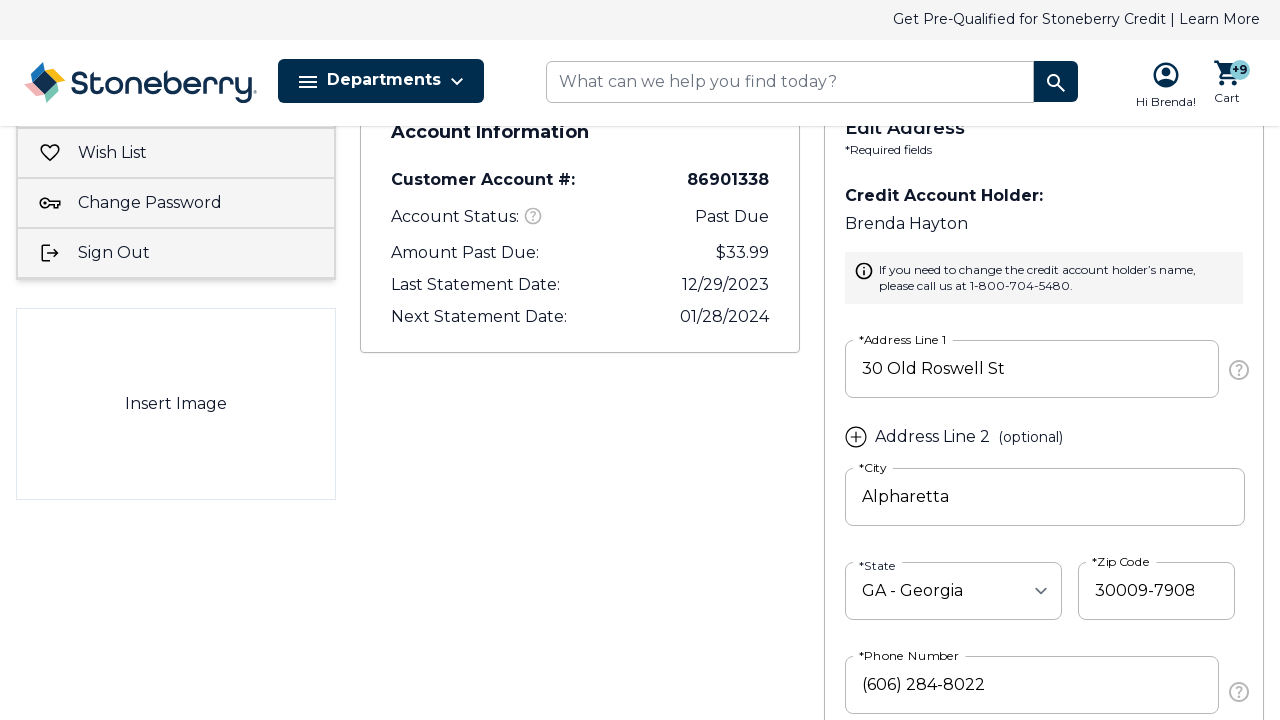 Get Pre-Qualified for Stoneberry Credit | Learn More
Stoneberry
Departments
What can we help you find today?
Hi Brenda!
+9
Cart
Wish List
Change Password
Sign Out
Insert Image
Account Information
Customer Account #: 86901338
Account Status: Past Due
Amount Past Due: $33.99
Last Statement Date: 12/29/2023
Next Statement Date: 01/28/2024
Edit Address
*Required fields
Credit Account Holder:
Brenda Hayton
If you need to change the credit account holder's name,
please call us at 1-800-704-5480.
*Address Line 1
30 Old Roswell St
Address Line 2 (optional)
*City
Alpharetta
*State
GA - Georgia
*Zip Code
30009-7908
*Phone Number
(606) 284-8022